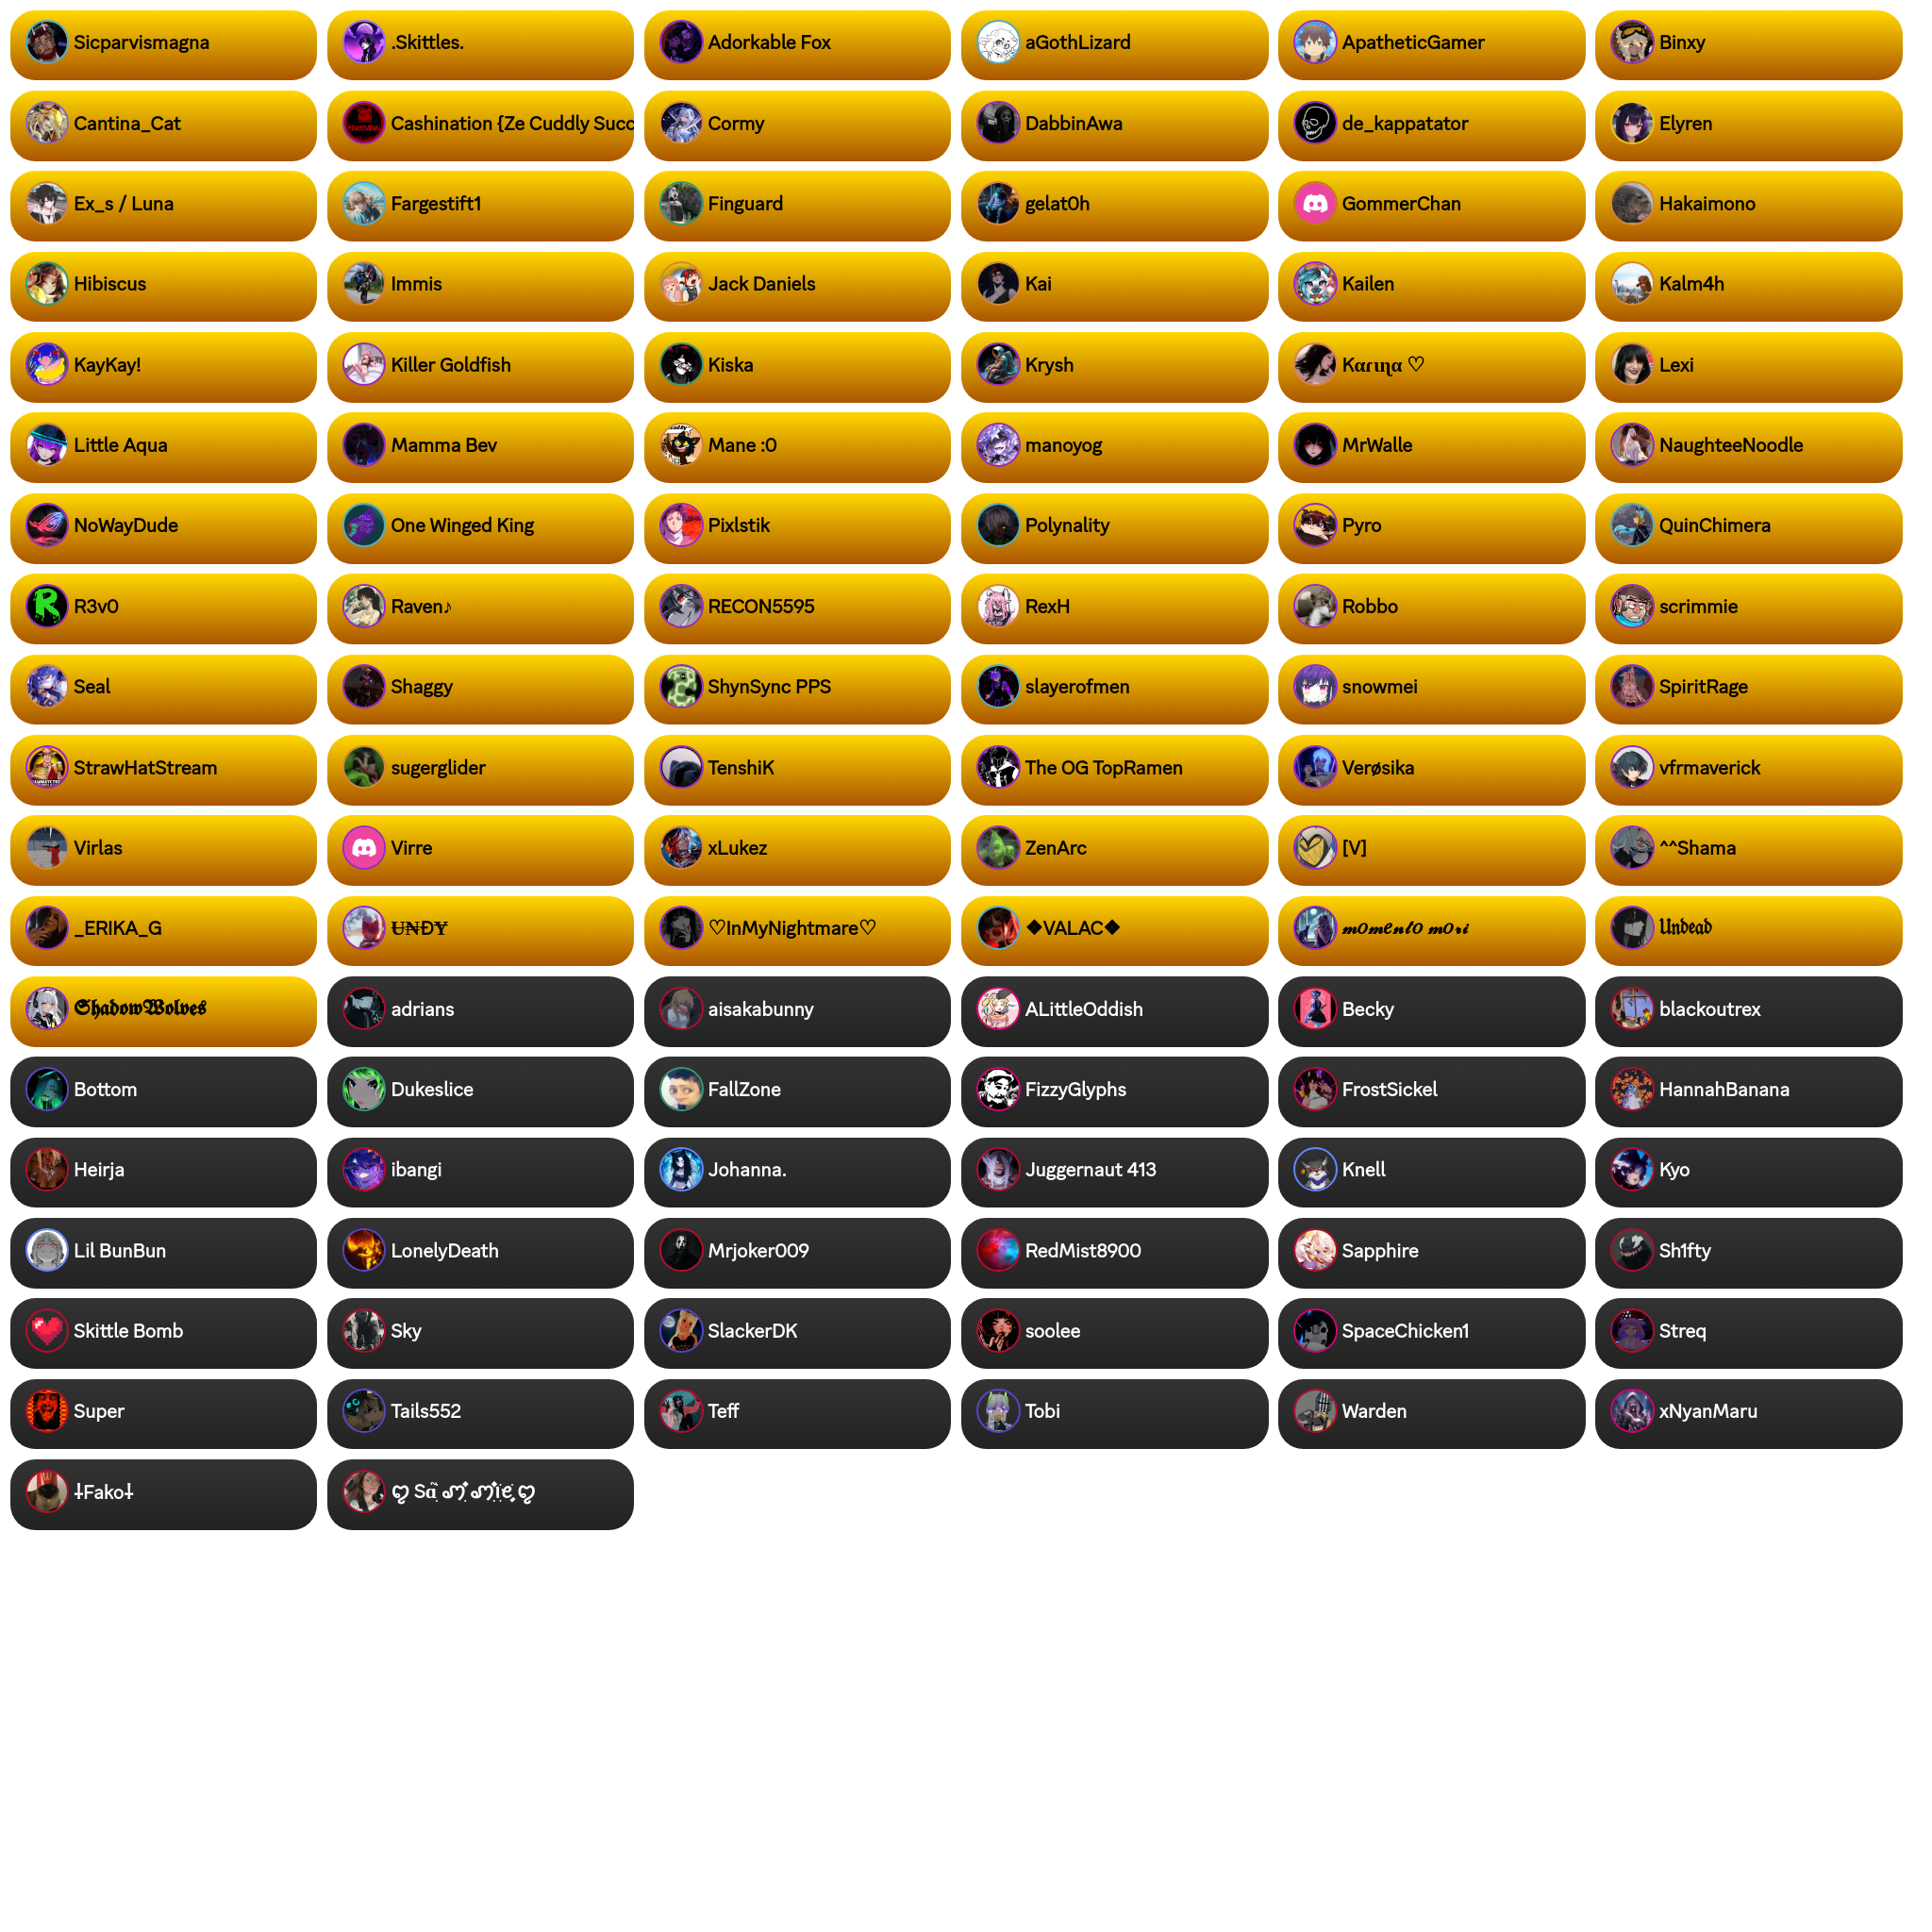 Sicparvismagna
.Skittles.
Adorkable Fox
aGothLizard
ApatheticGamer
Binxy
Cantina_Cat
Cashination {Ze Cuddly Succ
Cormy
DabbinAwa
de_kappatator
Elyren
Ex_s / Luna
Fargestift1
Finguard
gelat0h
GommerChan
Hakaimono
Hibiscus
Immis
Jack Daniels
Kai
Kailen
Kalm4h
KayKay!
Killer Goldfish
Kiska
Krysh
Kαɾιɳα ♡
Lexi
Little Aqua
Mamma Bev
Mane :0
manoyog
MrWalle
NaughteeNoodle
NoWayDude
One Winged King
Pixlstik
Polynality
Pyro
QuinChimera
R3v0
Raven♪
RECON5595
RexH
Robbo
scrimmie
Seal
Shaggy
ShynSync PPS
slayerofmen
snowmei
SpiritRage
StrawHatStream
sugerglider
TenshiK
The OG TopRamen
Verøsika
vfrmaverick
Virlas
Virre
xLukez
ZenArc
[V]
^^Shama
_ERIKA_G
U₦ĐɎ
♡InMyNightmare♡
❖VALAC❖
𝓶𝓸𝓶𝓮𝓷𝓽𝓸 𝓶𝓸𝓻𝓲
𝔘𝔫𝔡𝔢𝔞𝔡
𝕾𝖍𝖆𝖉𝖔𝖜𝖂𝖔𝖑𝖛𝖊𝖘
adrians
aisakabunny
ALittleOddish
Becky
blackoutrex
Bottom
Dukeslice
FallZone
FizzyGlyphs
FrostSickel
HannahBanana
Heirja
ibangi
Johanna.
Juggernaut 413
Knell
Kyo
Lil BunBun
LonelyDeath
Mrjoker009
RedMist8900
Sapphire
Sh1fty
Skittle Bomb
Sky
SlackerDK
soolee
SpaceChicken1
Streq
Super
Tails552
Teff
Tobi
Warden
xNyanMaru
⸸Fako⸸